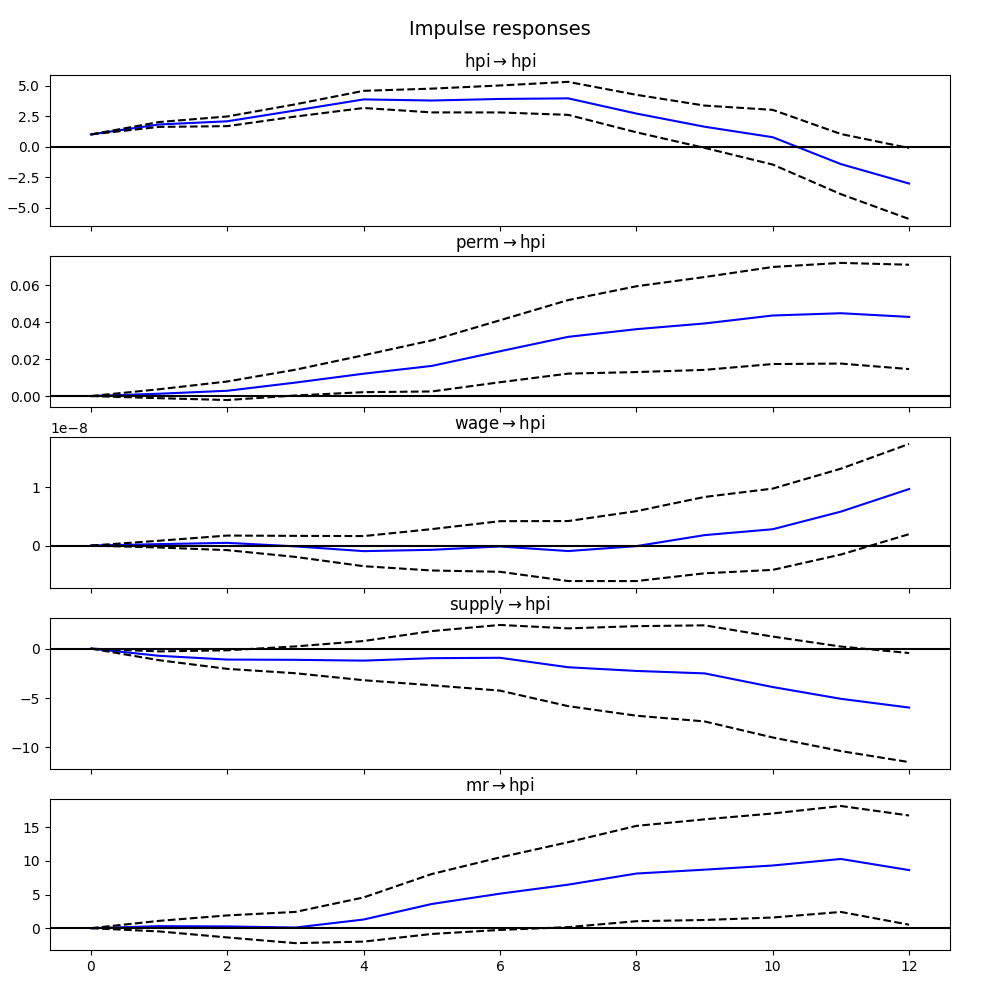 Impulse responses
hpi → hpi
5.0
2.5
0.0
−2.5
−5.0
perm → hpi
0.06
0.04
0.02
0.00
wage → hpi
1e−8
1
0
supply → hpi
0
−5
−10
mr → hpi
15
10
5
0
0 2 4 6 8 10 12